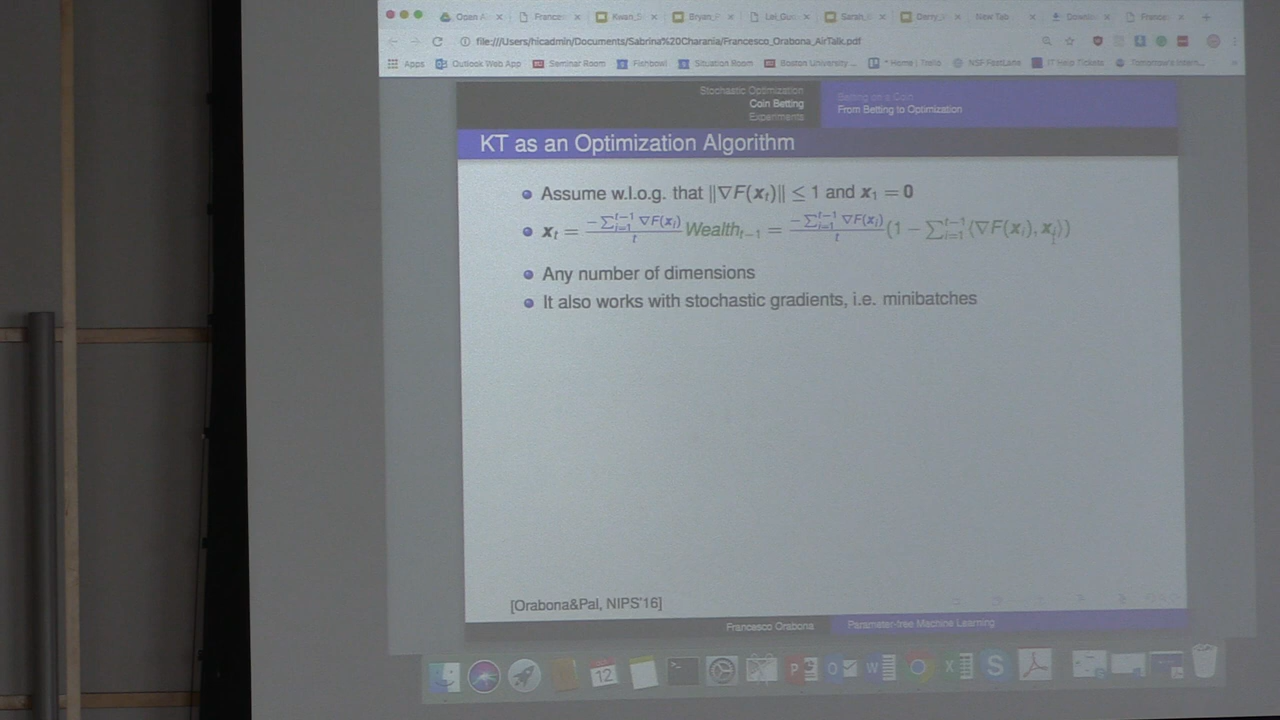 Open
file:///Users/hicadmin/Documents/Sabrina%20Charania/Francesco_Orabona_AirTalk.pdf
Apps Outlook Web App Seminar Room Fishbowl Situation Room Boston University ... * Home | Trello NSF FastLane IT Help Tickets
Stochastic Optimization
Coin Betting
Experiments
Betting on a Coin
From Betting to Optimization
KT as an Optimization Algorithm
Assume w.l.o.g. that ‖∇F(x_t)‖ ≤ 1 and x_1 = 0
x_t = \frac{-∑_{i=1}^{t-1} ∇F(x_i)}{t} Wealth_{t-1} = \frac{-∑_{i=1}^{t-1} ∇F(x_i)}{t} (1 − ∑_{i=1}^{t-1} ⟨∇F(x_i), x_i⟩)
Any number of dimensions
It also works with stochastic gradients, i.e. minibatches
[Orabona&Pal, NIPS'16]
Francesco Orabona
Parameter-free Machine Learning
12